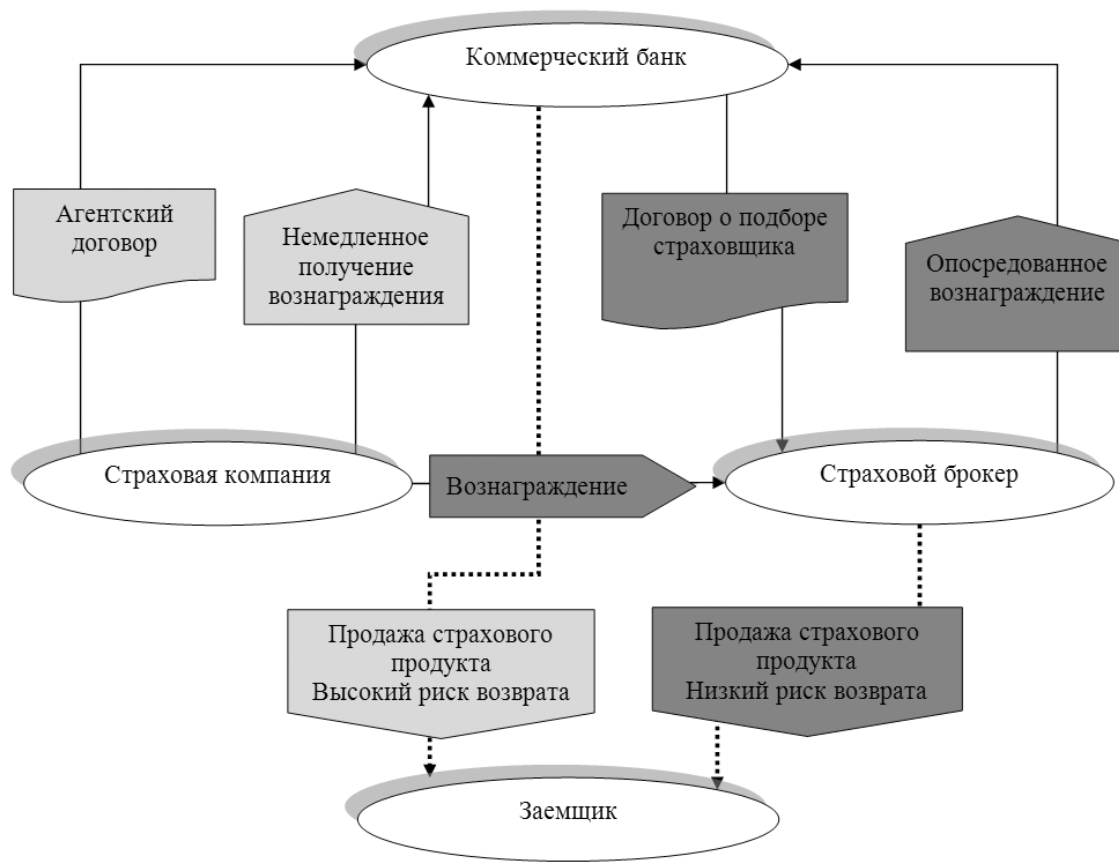 Коммерческий банк
Агентский
договор
Немедленное
получение
вознаграждения
Договор о подборе
страховщика
Опосредованное
вознаграждение
Страховая компания
Вознаграждение
Страховой брокер
Продажа страхового
продукта
Высокий риск возврата
Продажа страхового
продукта
Низкий риск возврата
Заемщик